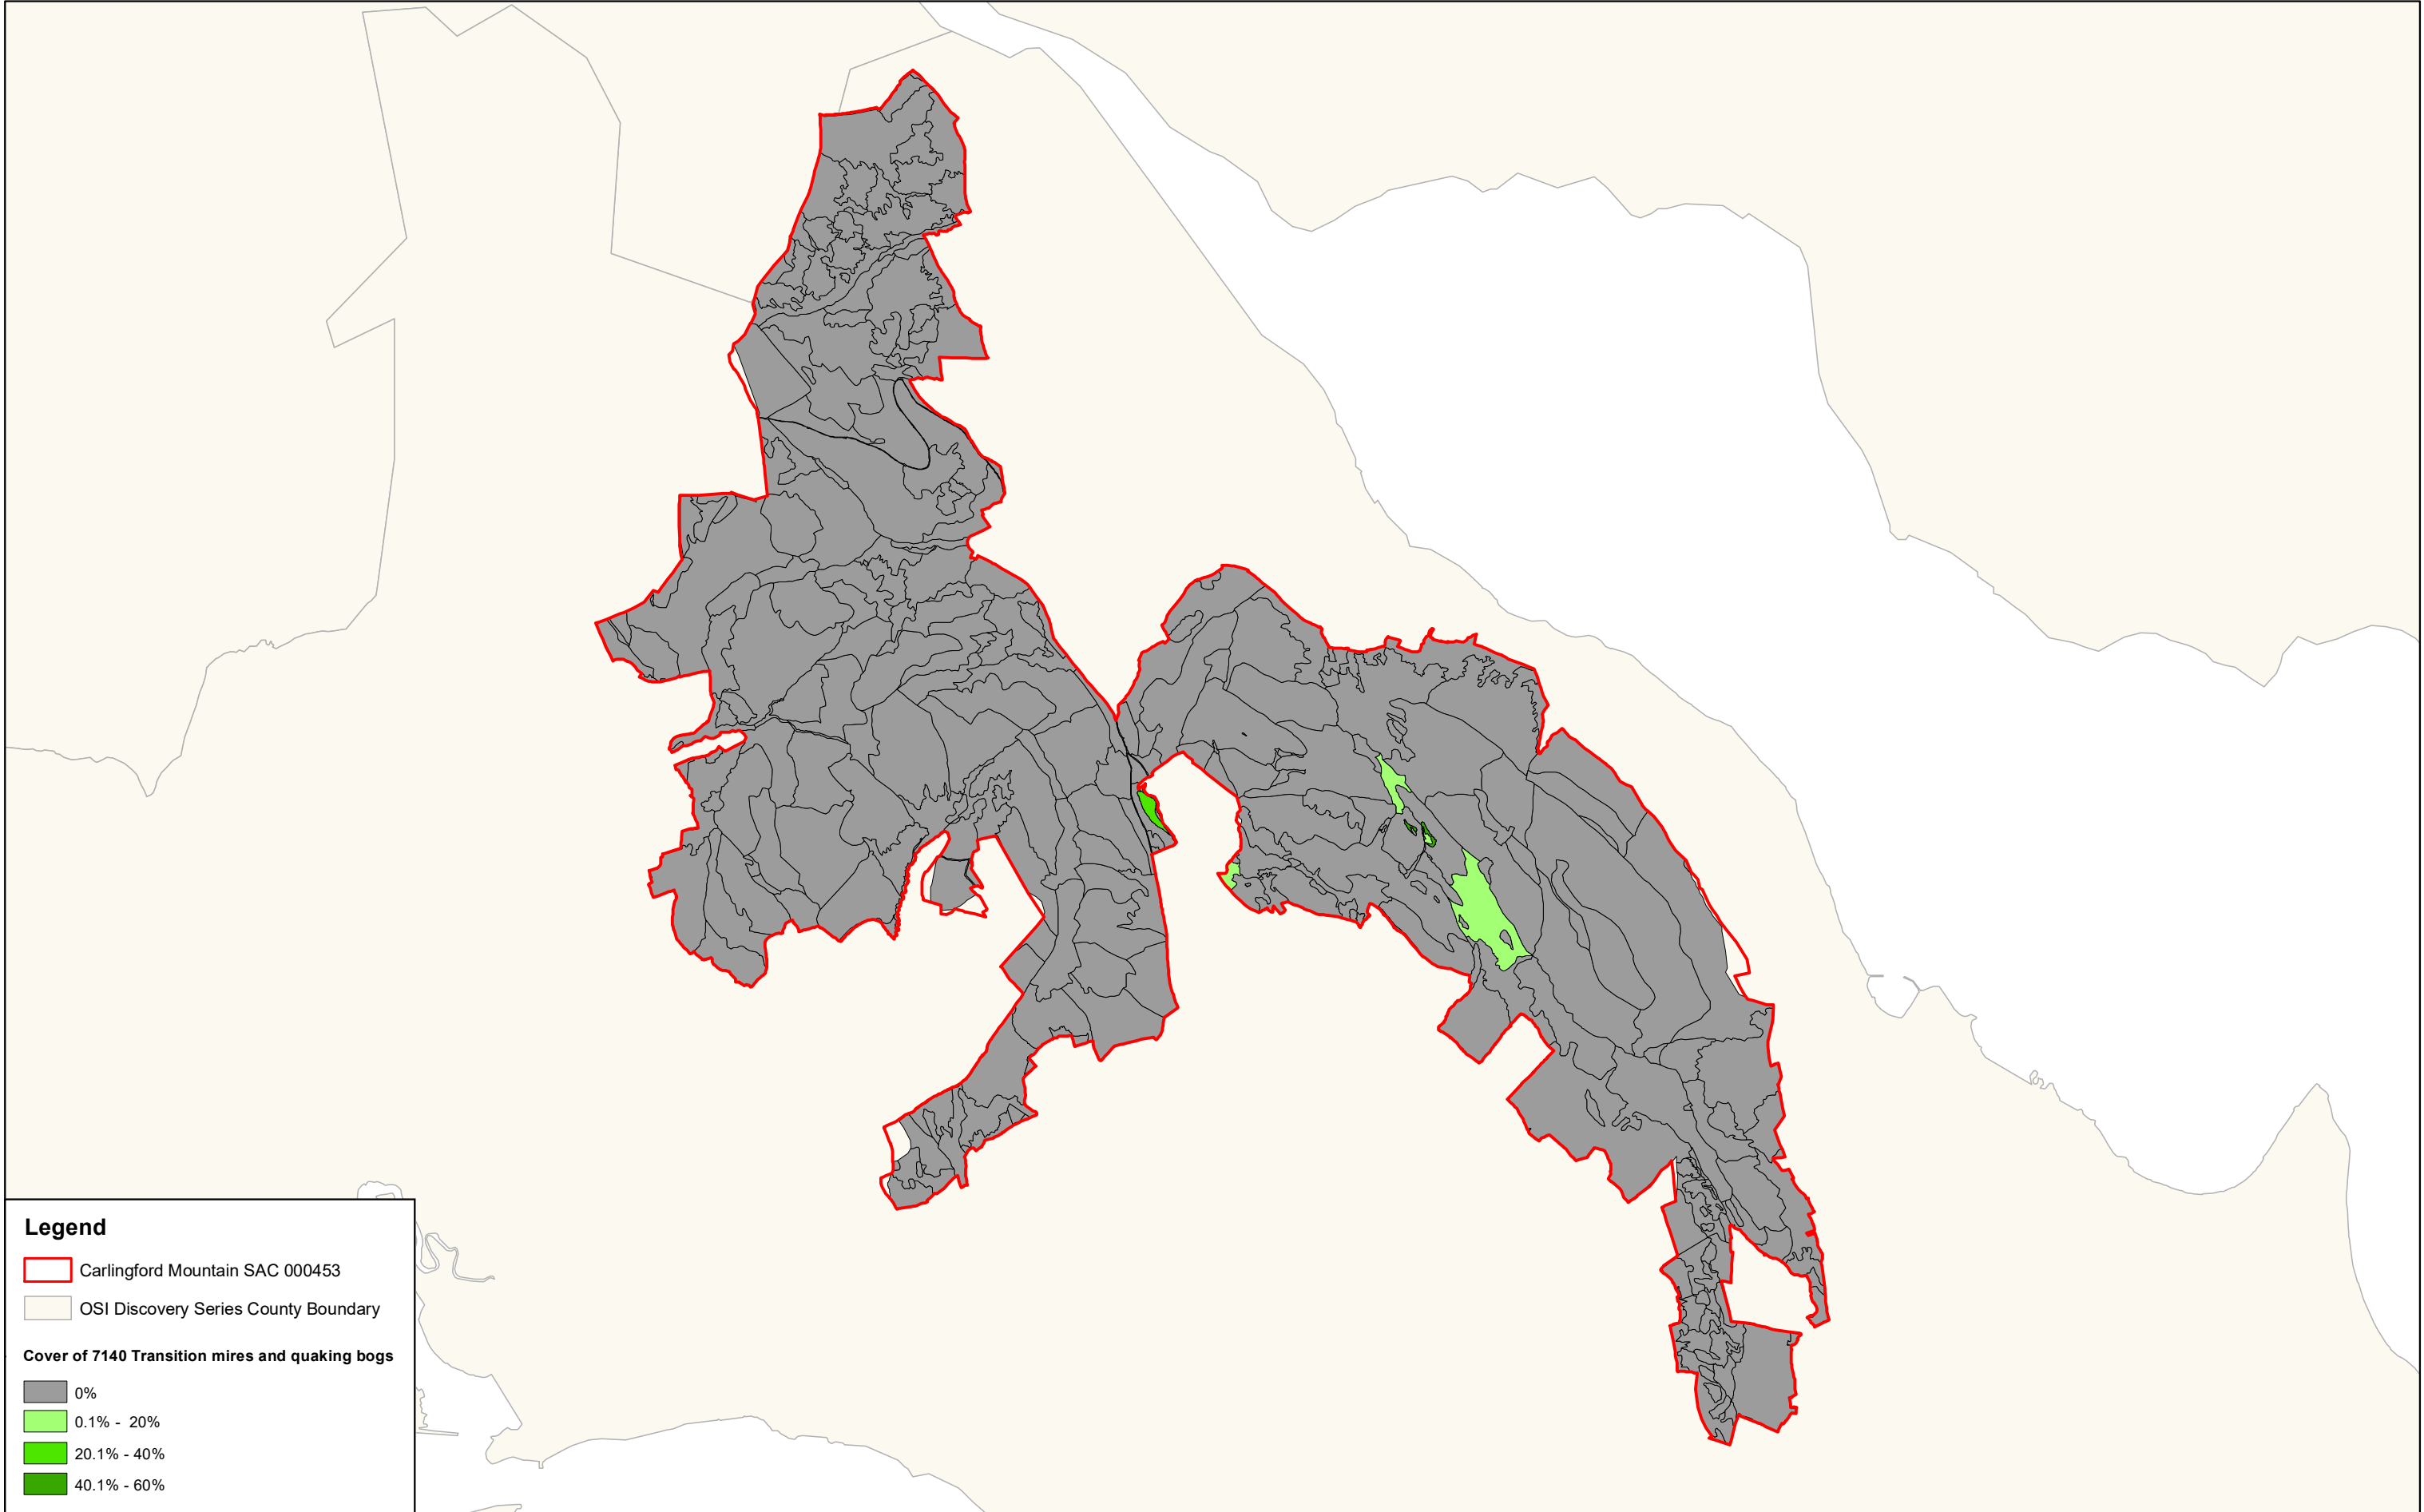 Legend
Carlingford Mountain SAC 000453
OSI Discovery Series County Boundary
Cover of 7140 Transition mires and quaking bogs
0%
0.1% - 20%
20.1% - 40%
40.1% - 60%